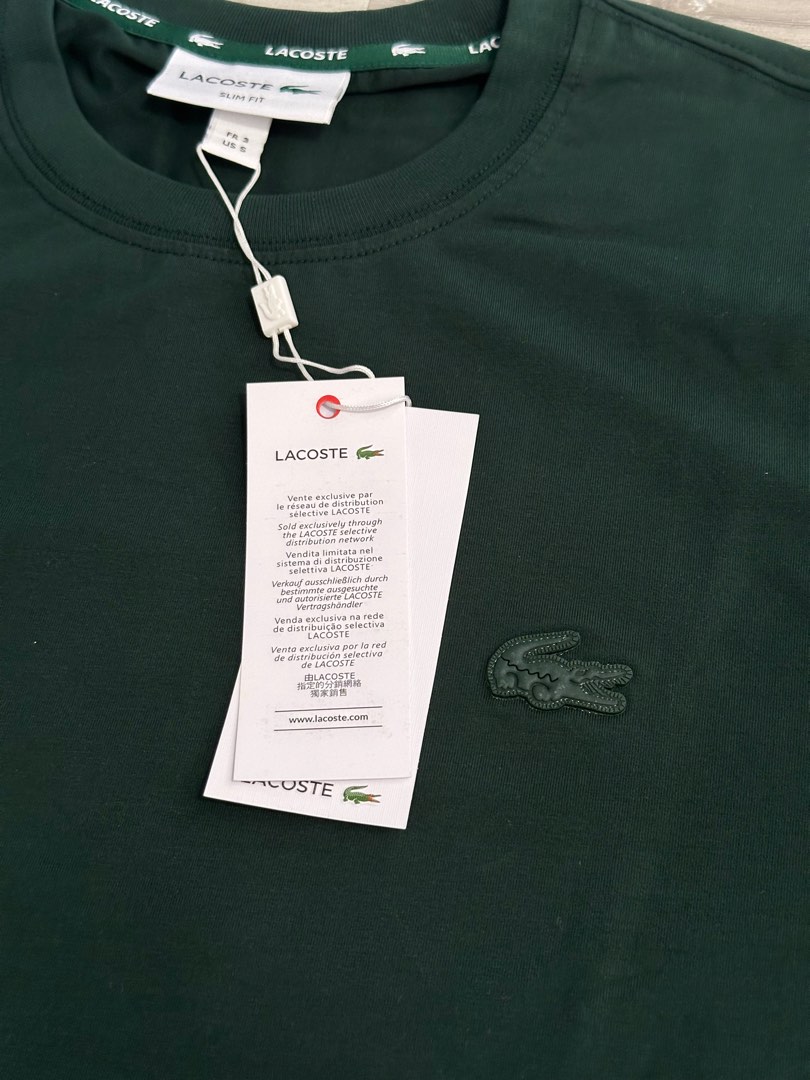 LACOSTE
LACOSTE
LAC
LACOSTE
SLIM FIT
FR 3
US S
LACOSTE
Vente exclusive par
le réseau de distribution
sélective LACOSTE
Sold exclusively through
the LACOSTE selective
distribution network
Vendita limitata nel
sistema di distribuzione
selettiva LACOSTE
Verkauf ausschließlich durch
bestimmte ausgesuchte
und autorisierte LACOSTE
Vertragshändler
Venda exclusiva na rede
de distribuição selectiva
LACOSTE
Venta exclusiva por la red
de distribución selectiva
de LACOSTE
由LACOSTE
指定的分銷網絡
獨家銷售
www.lacoste.com
LACOSTE